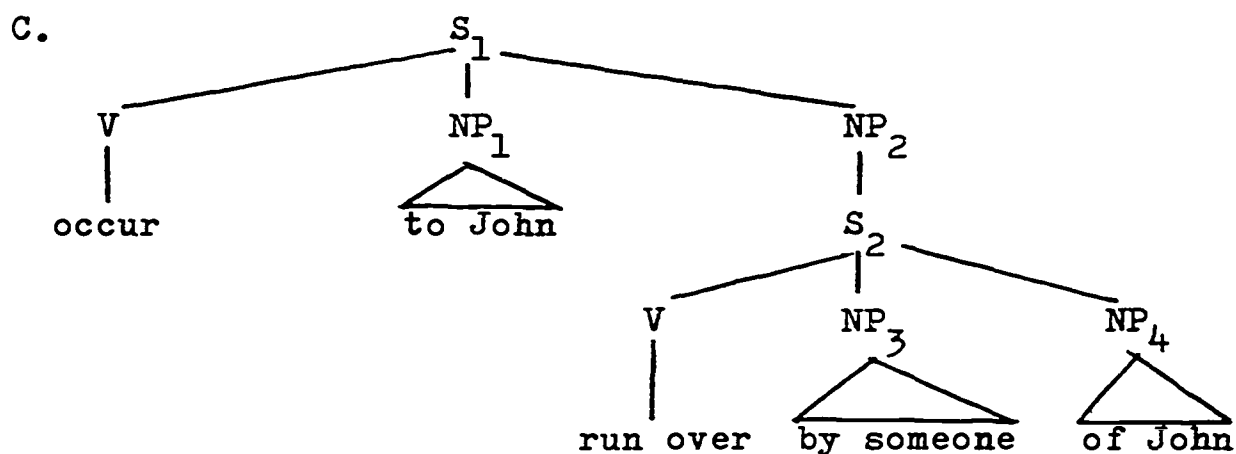 C. S1
V NP1 NP2
occur to John S2
V NP3 NP4
run over by someone of John